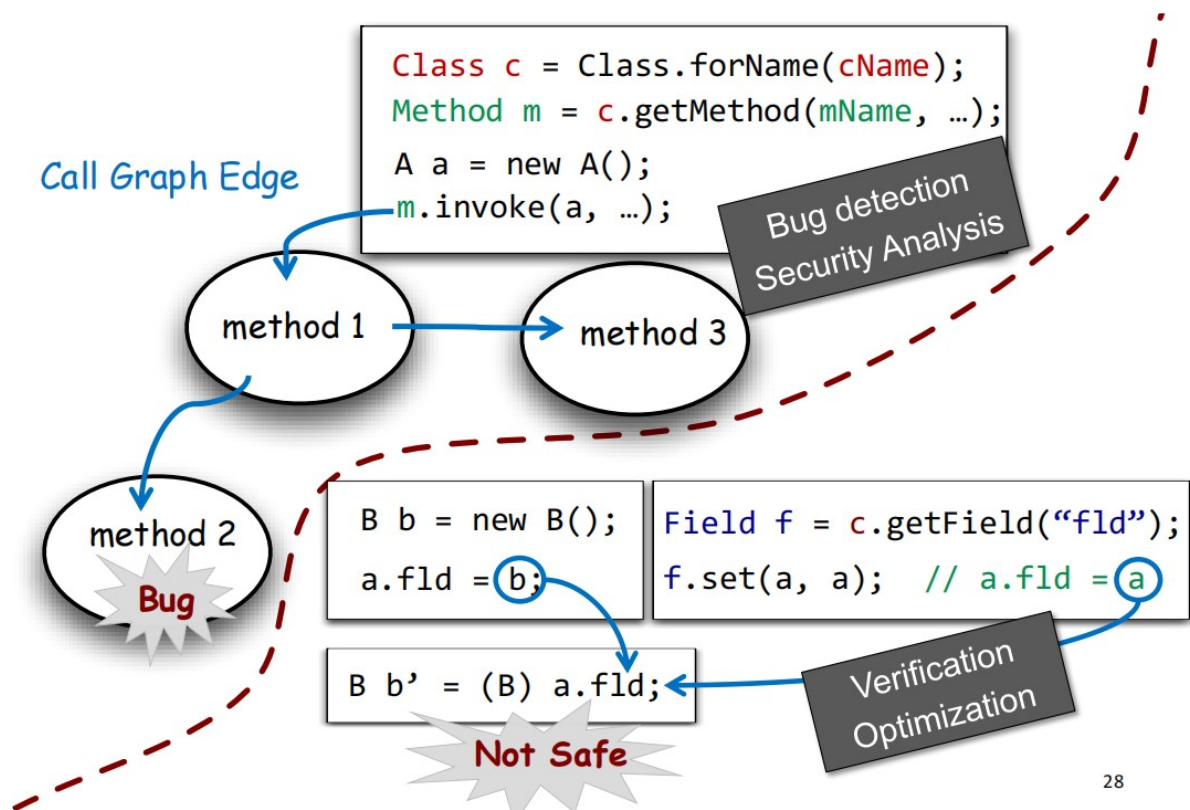 Class c = Class.forName(cName);
Method m = c.getMethod(mName, …);
A a = new A();
m.invoke(a, …);
Call Graph Edge
Bug detection
Security Analysis
method 1
method 3
method 2
Bug
B b = new B();
a.fld = b;
Field f = c.getField(“fld”);
f.set(a, a); // a.fld = a
B b’ = (B) a.fld;
Not Safe
Verification
Optimization
28